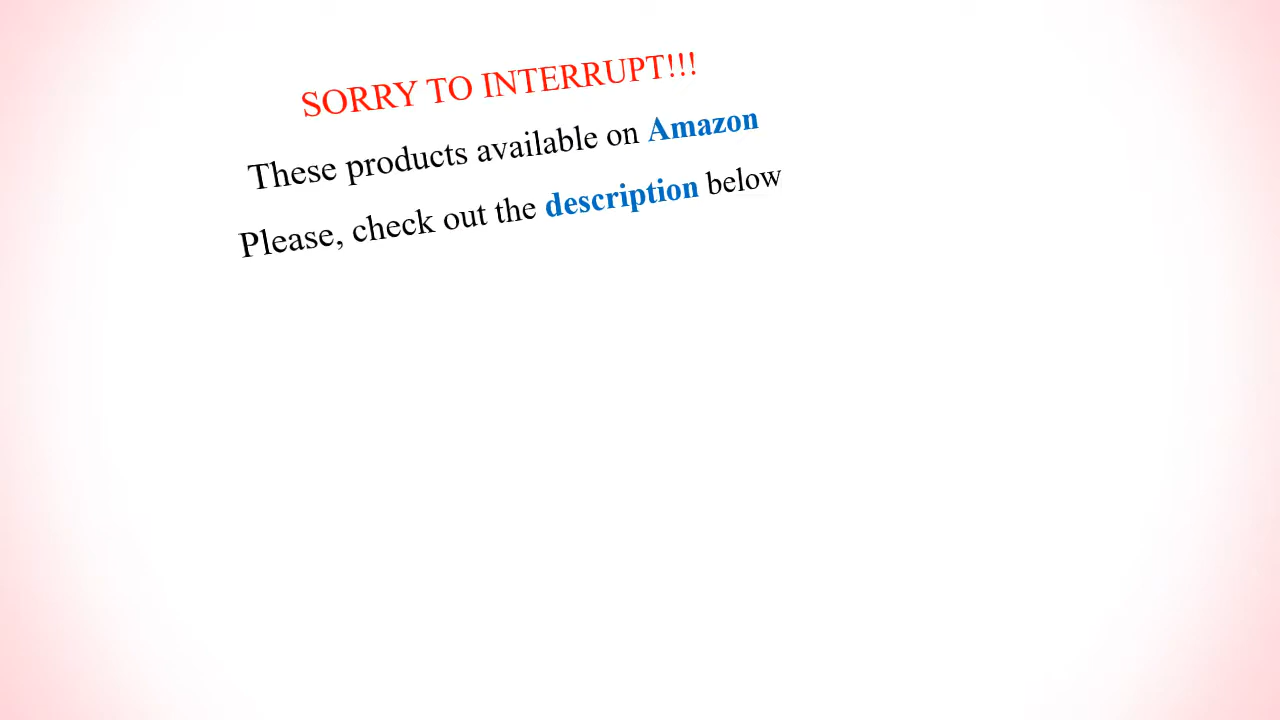 SORRY TO INTERRUPT!!!
These products available on Amazon
Please, check out the description below